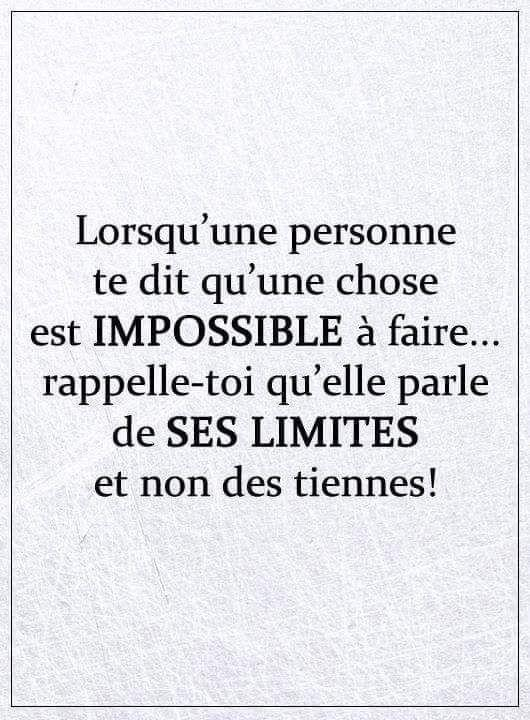 Lorsqu’une personne
te dit qu’une chose
est IMPOSSIBLE à faire...
rappelle-toi qu’elle parle
de SES LIMITES
et non des tiennes!